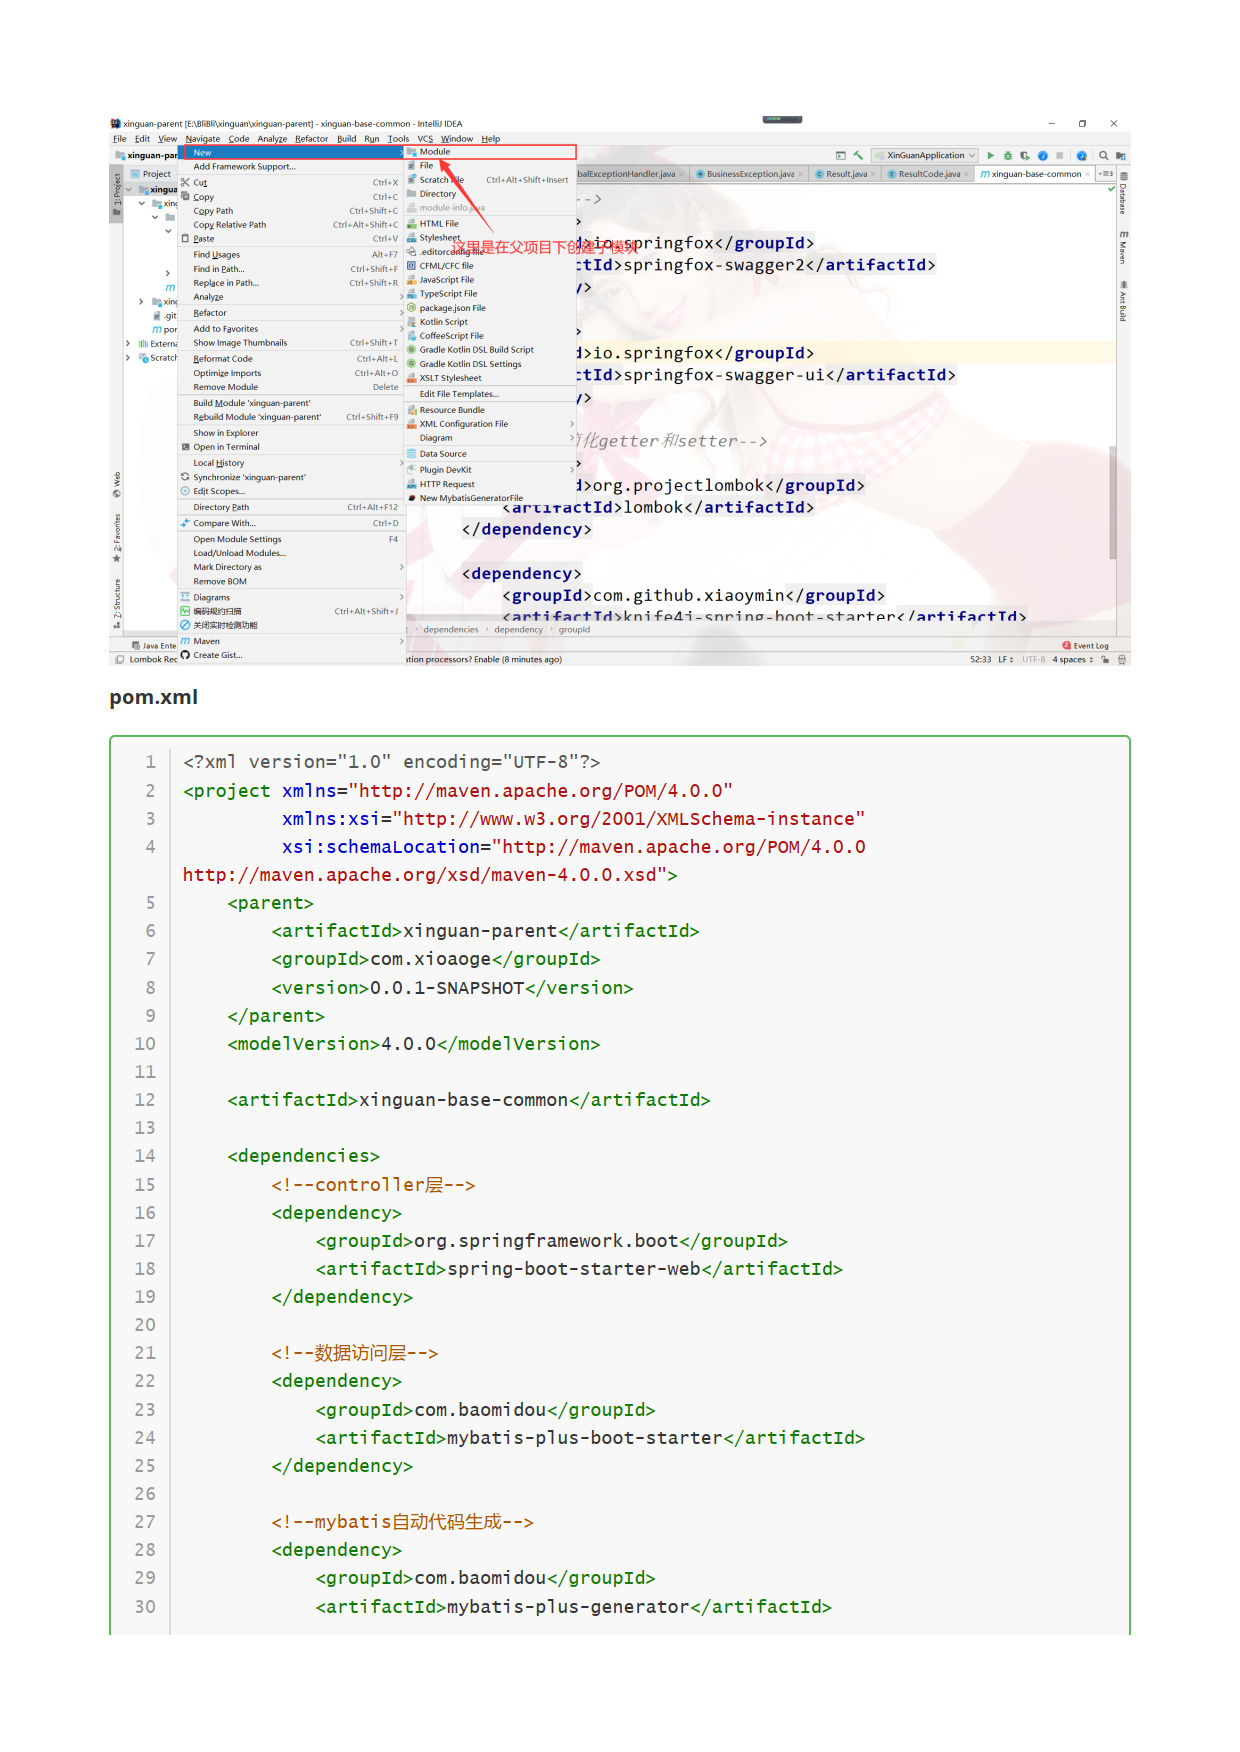 xinguan-parent [E:\BliBli\xinguan\xinguan-parent] - xinguan-base-common - IntelliJ IDEA
File Edit View Navigate Code Analyze Refactor Build Run Tools VCS Window Help
xinguan-par
XinGuanApplication
Project
balExceptionHandler.java BusinessException.java Result.java ResultCode.java xinguan-base-common
1: Project
xingua
Externa
Scratch
Web
2: Favorites
7: Structure
Java Ente
Lombok Rec
New
Add Framework Support...
Cut Ctrl+X
Copy Ctrl+C
Copy Path Ctrl+Shift+C
Copy Relative Path Ctrl+Alt+Shift+C
Paste Ctrl+V
Find Usages Alt+F7
Find in Path... Ctrl+Shift+F
Replace in Path... Ctrl+Shift+R
Analyze
Refactor
Add to Favorites
Show Image Thumbnails Ctrl+Shift+T
Reformat Code Ctrl+Alt+L
Optimize Imports Ctrl+Alt+O
Remove Module Delete
Build Module 'xinguan-parent'
Rebuild Module 'xinguan-parent' Ctrl+Shift+F9
Show in Explorer
Open in Terminal
Local History
Synchronize 'xinguan-parent'
Edit Scopes...
Directory Path Ctrl+Alt+F12
Compare With... Ctrl+D
Open Module Settings F4
Load/Unload Modules...
Mark Directory as
Remove BOM
Diagrams
编码规约扫描 Ctrl+Alt+Shift+J
关闭实时检测功能
Maven
Create Gist...
Module
File
Scratch File Ctrl+Alt+Shift+Insert
Directory
module-info.java
HTML File
Stylesheet
这里是在父项目下创建子模块
.editorconfig file
CFML/CFC file
JavaScript File
TypeScript File
package.json File
Kotlin Script
CoffeeScript File
Gradle Kotlin DSL Build Script
Gradle Kotlin DSL Settings
XSLT Stylesheet
Edit File Templates...
Resource Bundle
XML Configuration File
Diagram
Data Source
Plugin DevKit
HTTP Request
New MybatisGeneratorFile
-->
>
d>io.springfox</groupId>
ctId>springfox-swagger2</artifactId>
y>
>
d>io.springfox</groupId>
ctId>springfox-swagger-ui</artifactId>
y>
简化getter和setter-->
>
d>org.projectlombok</groupId>
<artifactId>lombok</artifactId>
</dependency>
<dependency>
<groupId>com.github.xiaoymin</groupId>
<artifactId>knife4j-spring-boot-starter</artifactId>
dependencies dependency groupId
Database
Maven
Ant Build
Event Log
tion processors? Enable (8 minutes ago) 52:33 LF UTF-8 4 spaces
pom.xml
1 <?xml version="1.0" encoding="UTF-8"?>
2 <project xmlns="http://maven.apache.org/POM/4.0.0"
3 xmlns:xsi="http://www.w3.org/2001/XMLSchema-instance"
4 xsi:schemaLocation="http://maven.apache.org/POM/4.0.0
http://maven.apache.org/xsd/maven-4.0.0.xsd">
5 <parent>
6 <artifactId>xinguan-parent</artifactId>
7 <groupId>com.xioaoge</groupId>
8 <version>0.0.1-SNAPSHOT</version>
9 </parent>
10 <modelVersion>4.0.0</modelVersion>
11
12 <artifactId>xinguan-base-common</artifactId>
13
14 <dependencies>
15 <!--controller层-->
16 <dependency>
17 <groupId>org.springframework.boot</groupId>
18 <artifactId>spring-boot-starter-web</artifactId>
19 </dependency>
20
21 <!--数据访问层-->
22 <dependency>
23 <groupId>com.baomidou</groupId>
24 <artifactId>mybatis-plus-boot-starter</artifactId>
25 </dependency>
26
27 <!--mybatis自动代码生成-->
28 <dependency>
29 <groupId>com.baomidou</groupId>
30 <artifactId>mybatis-plus-generator</artifactId>